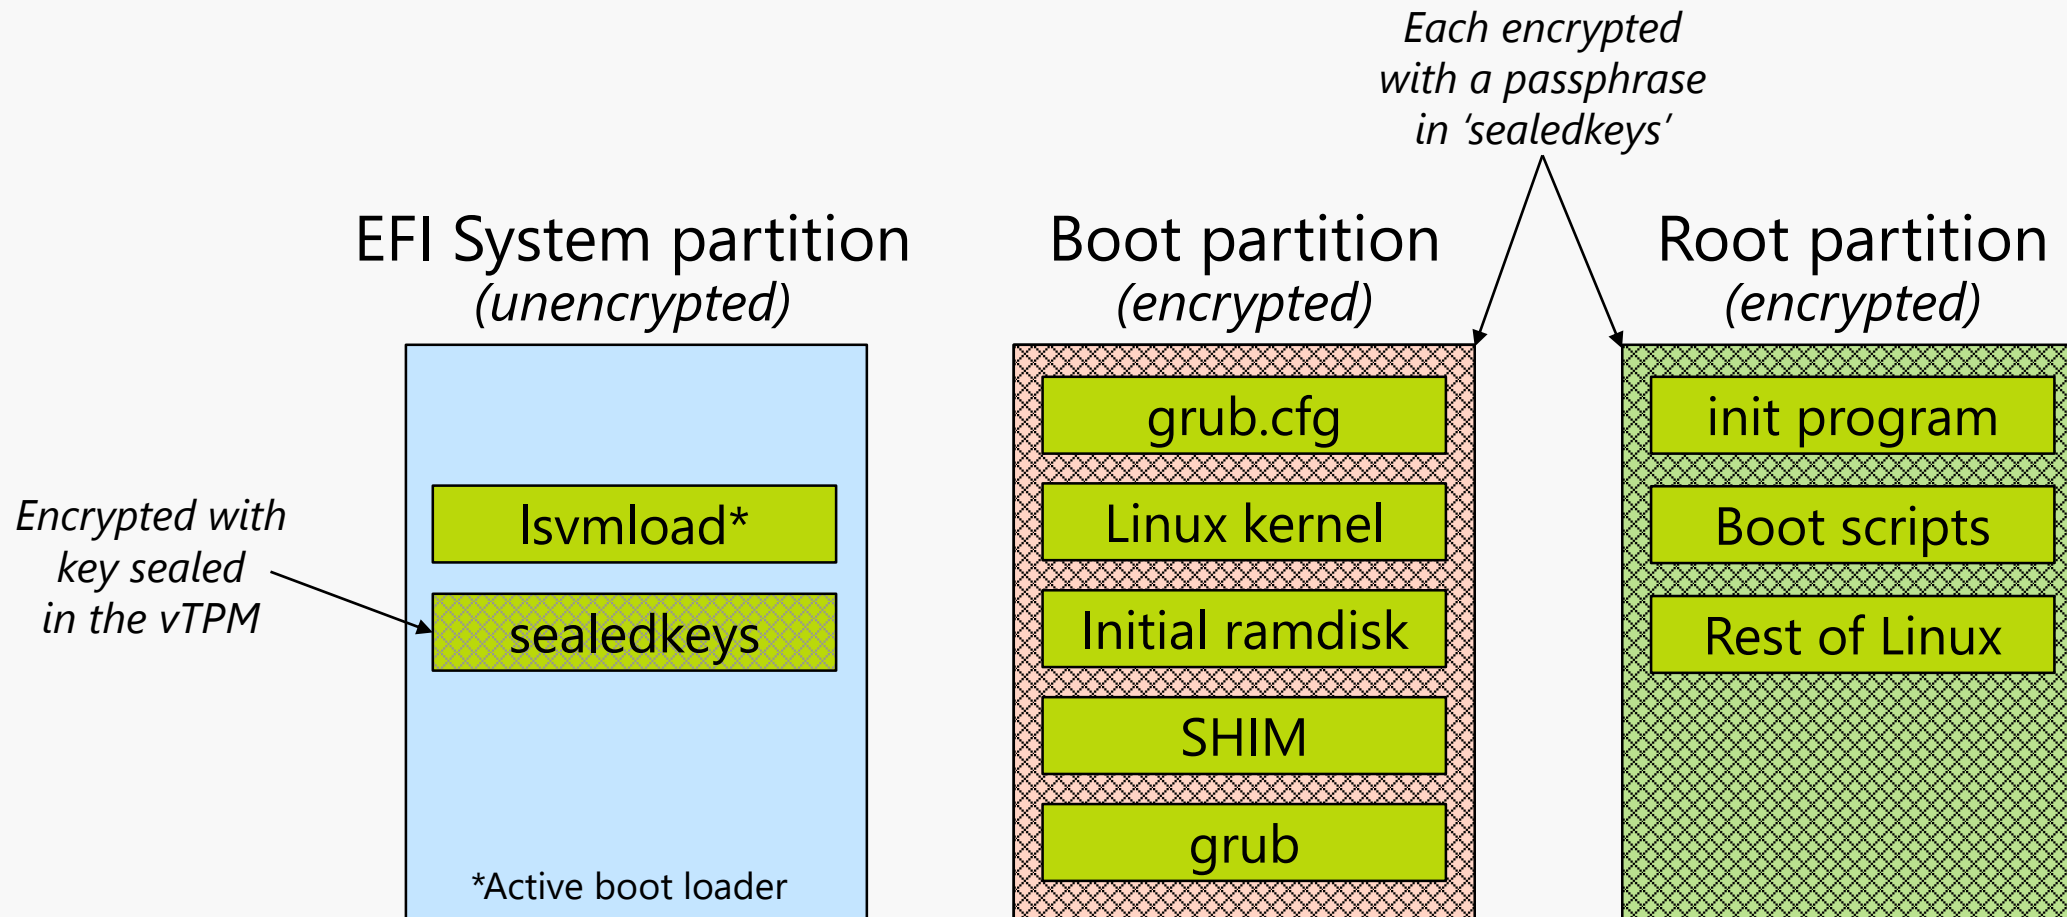 Each encrypted
with a passphrase
in ‘sealedkeys’
EFI System partition
(unencrypted)
Boot partition
(encrypted)
Root partition
(encrypted)
Encrypted with
key sealed
in the vTPM
lsvmload*
sealedkeys
*Active boot loader
grub.cfg
Linux kernel
Initial ramdisk
SHIM
grub
init program
Boot scripts
Rest of Linux